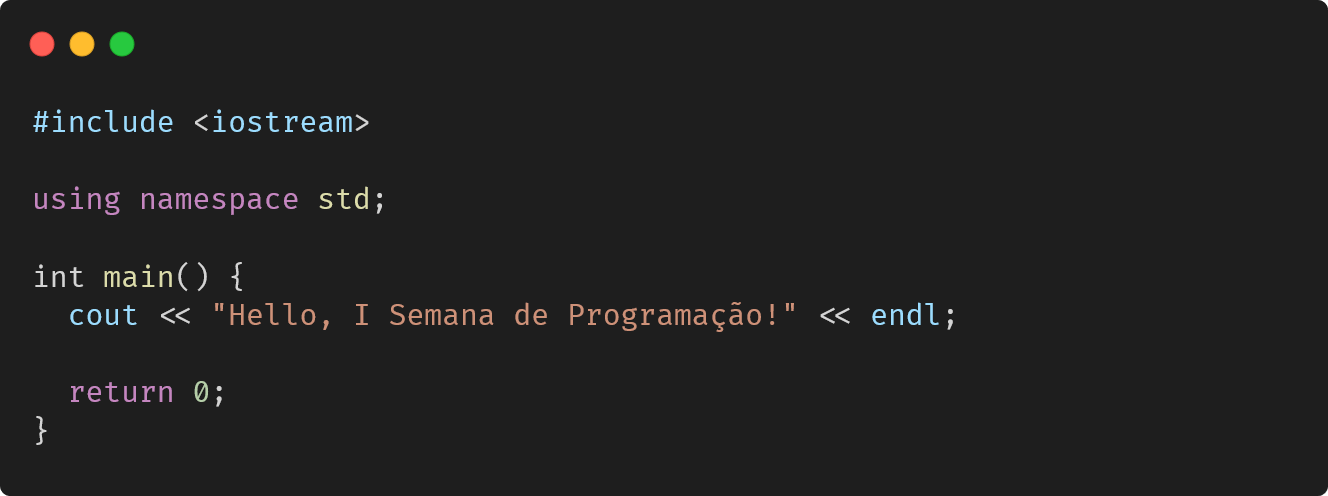 #include <iostream>
using namespace std;
int main() {
cout << "Hello, I Semana de Programação!" << endl;
return 0;
}